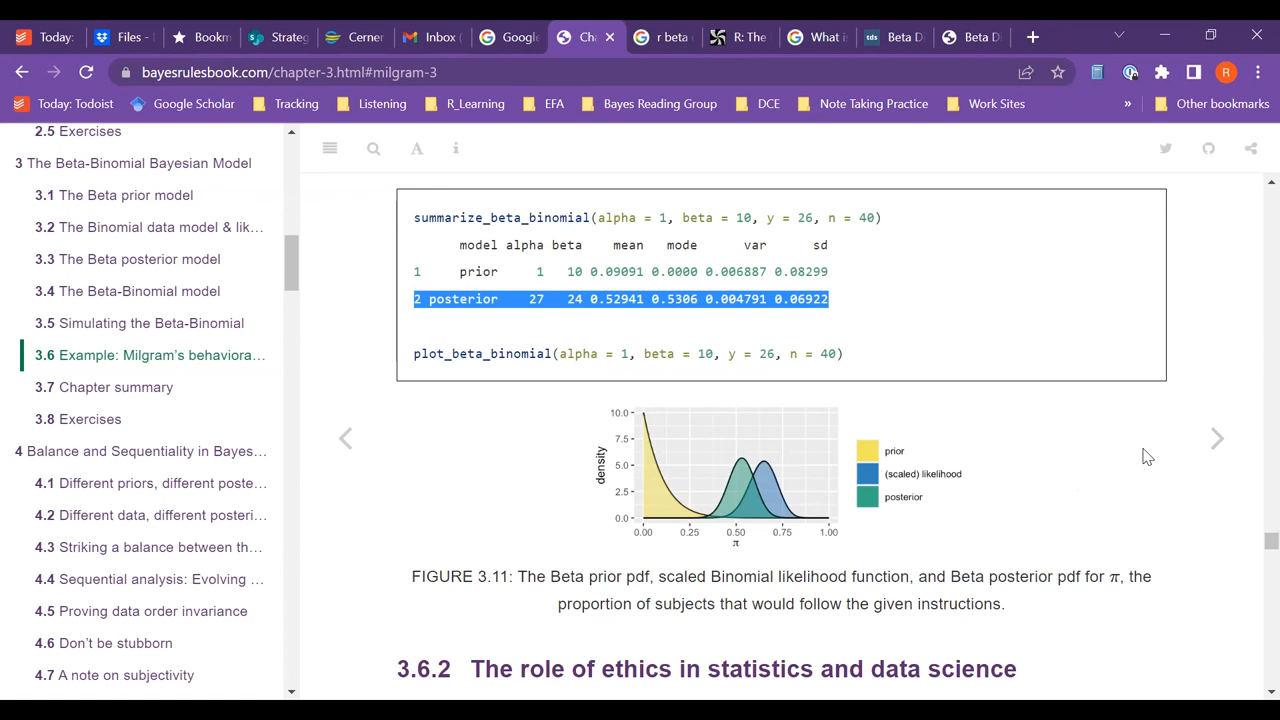 Today:
Files -
Bookm
Strateg
Cerner
Inbox (
Google
Cha
r beta
R: The
What is
tds
Beta D
Beta Di
bayesrulesbook.com/chapter-3.html#milgram-3
R
Today: Todoist
Google Scholar
Tracking
Listening
R_Learning
EFA
Bayes Reading Group
DCE
Note Taking Practice
Work Sites
»
Other bookmarks
2.5 Exercises
3 The Beta-Binomial Bayesian Model
3.1 The Beta prior model
3.2 The Binomial data model & lik...
3.3 The Beta posterior model
3.4 The Beta-Binomial model
3.5 Simulating the Beta-Binomial
3.6 Example: Milgram's behaviora...
3.7 Chapter summary
3.8 Exercises
4 Balance and Sequentiality in Bayes...
4.1 Different priors, different poste...
4.2 Different data, different posteri...
4.3 Striking a balance between th...
4.4 Sequential analysis: Evolving ...
4.5 Proving data order invariance
4.6 Don't be stubborn
4.7 A note on subjectivity
A
summarize_beta_binomial(alpha = 1, beta = 10, y = 26, n = 40)
model alpha beta mean mode var sd
1 prior 1 10 0.09091 0.0000 0.006887 0.08299
2 posterior 27 24 0.52941 0.5306 0.004791 0.06922
plot_beta_binomial(alpha = 1, beta = 10, y = 26, n = 40)
density
10.0
7.5
5.0
2.5
0.0
0.00 0.25 0.50 0.75 1.00
π
prior
(scaled) likelihood
posterior
FIGURE 3.11: The Beta prior pdf, scaled Binomial likelihood function, and Beta posterior pdf for π, the
proportion of subjects that would follow the given instructions.
3.6.2 The role of ethics in statistics and data science